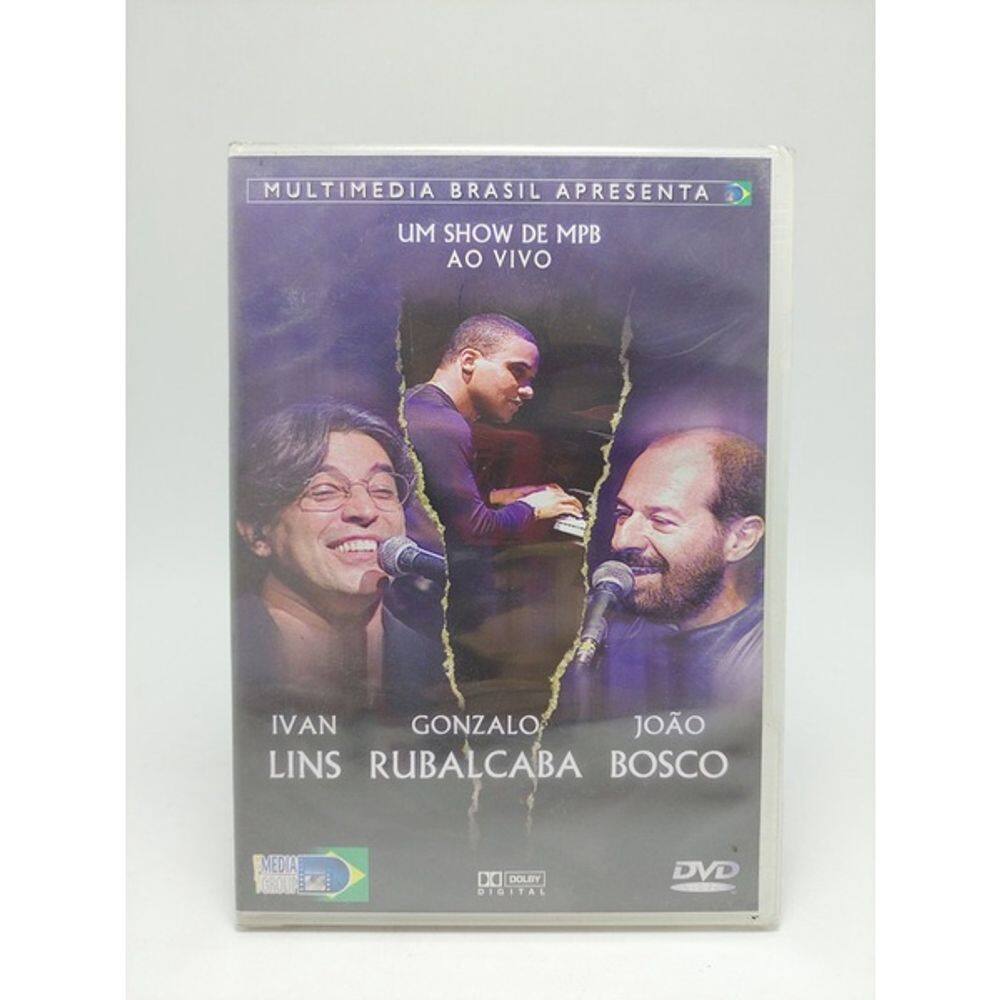 MULTIMEDIA BRASIL APRESENTA
UM SHOW DE MPB
AO VIVO
IVAN GONZALO JOÃO
LINS RUBALCABA BOSCO
MEDIA
GROUP
DOLBY
DIGITAL
DVD